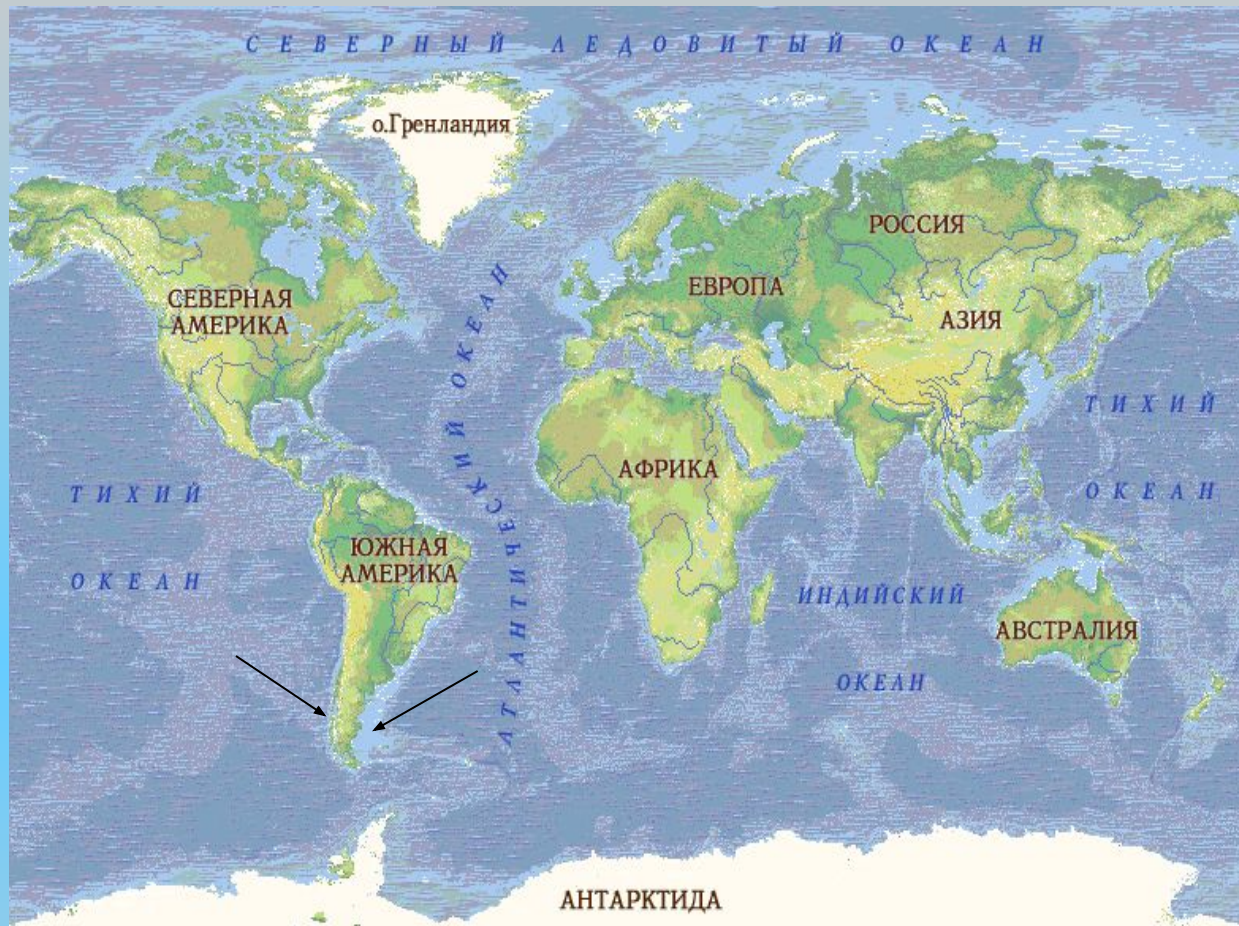 СЕВЕРНЫЙ ЛЕДОВИТЫЙ ОКЕАН
о.Гренландия
РОССИЯ
ЕВРОПА
СЕВЕРНАЯ
АМЕРИКА
АЗИЯ
АТЛАНТИЧЕСКИЙ ОКЕАН
ТИХИЙ
ОКЕАН
АФРИКА
ТИХИЙ
ОКЕАН
ЮЖНАЯ
АМЕРИКА
ИНДИЙСКИЙ
ОКЕАН
АВСТРАЛИЯ
АНТАРКТИДА